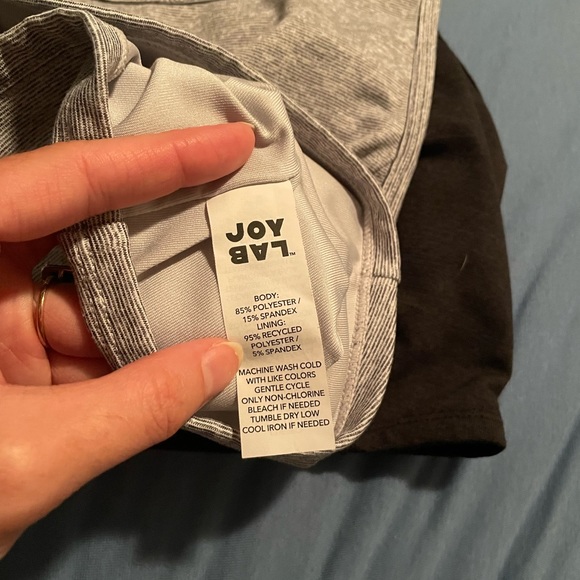 JOY
LAB™
BODY:
85% POLYESTER /
15% SPANDEX
LINING:
95% RECYCLED
POLYESTER /
5% SPANDEX
MACHINE WASH COLD
WITH LIKE COLORS
GENTLE CYCLE
ONLY NON-CHLORINE
BLEACH IF NEEDED
TUMBLE DRY LOW
COOL IRON IF NEEDED